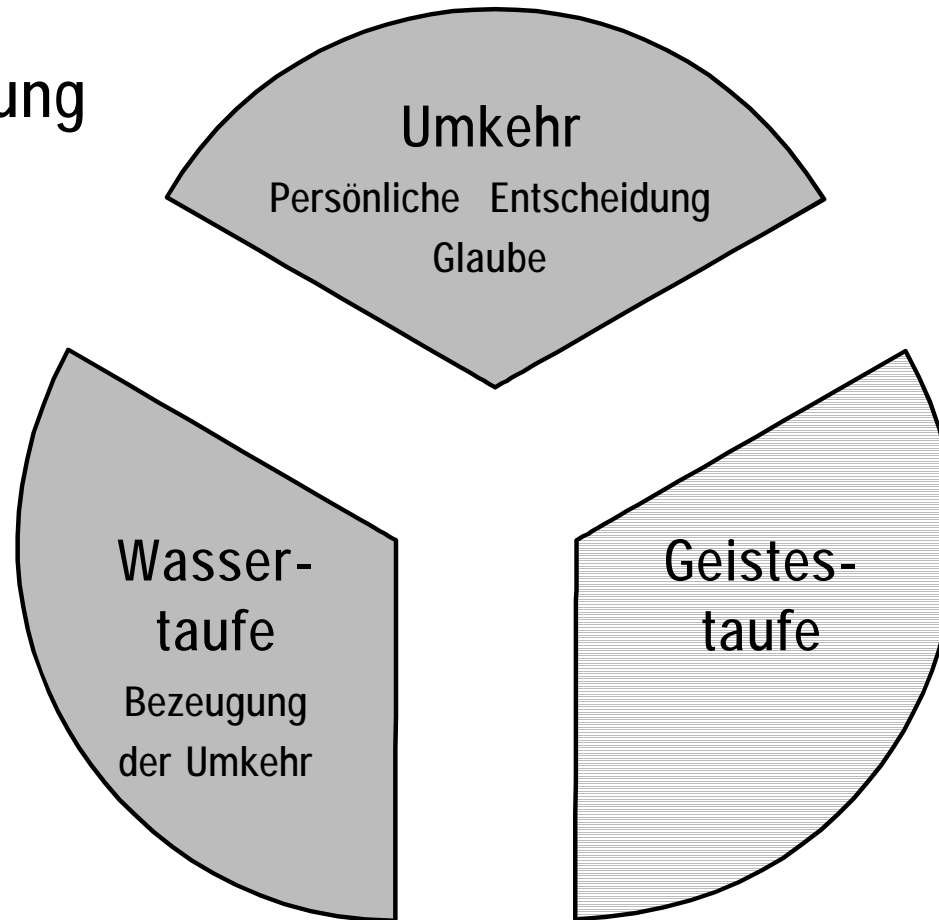 ung
Umkehr
Persönliche Entscheidung
Glaube
Wasser-
taufe
Bezeugung
der Umkehr
Geistes-
taufe